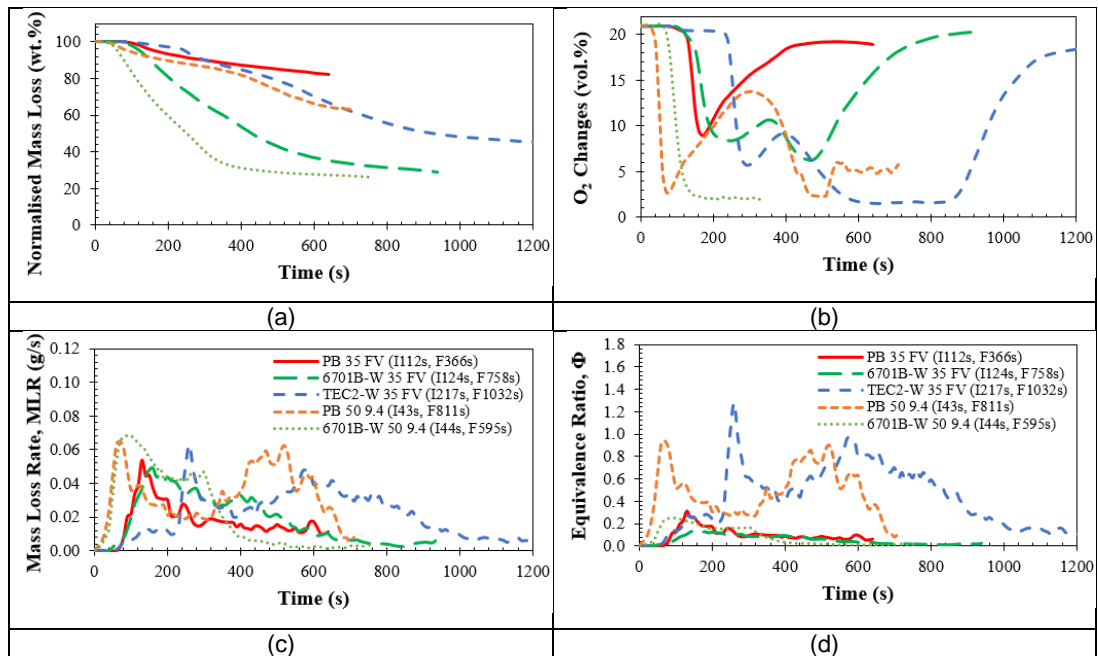 Normalised Mass Loss (wt.%)
100
80
60
40
20
0
0 200 400 600 800 1000 1200
Time (s)
(a)
O₂ Changes (vol.%)
20
15
10
5
0
0 200 400 600 800 1000 1200
Time (s)
(b)
Mass Loss Rate, MLR (g/s)
0.12
0.10
0.08
0.06
0.04
0.02
0.00
PB 35 FV (I112s, F366s)
6701B-W 35 FV (I124s, F758s)
TEC2-W 35 FV (I217s, F1032s)
PB 50 9.4 (I43s, F811s)
6701B-W 50 9.4 (I44s, F595s)
0 200 400 600 800 1000 1200
Time (s)
(c)
Equivalence Ratio, Φ
1.8
1.6
1.4
1.2
1.0
0.8
0.6
0.4
0.2
0.0
PB 35 FV (I112s, F366s)
6701B-W 35 FV (I124s, F758s)
TEC2-W 35 FV (I217s, F1032s)
PB 50 9.4 (I43s, F811s)
6701B-W 50 9.4 (I44s, F595s)
0 200 400 600 800 1000 1200
Time (s)
(d)